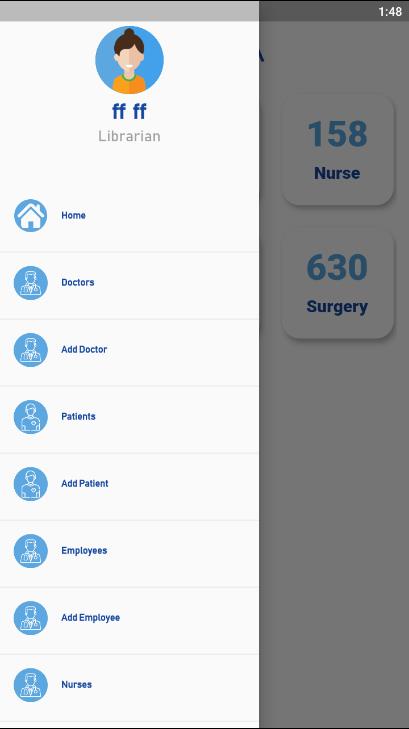 1:48
ff ff
Librarian
Home
Doctors
Add Doctor
Patients
Add Patient
Employees
Add Employee
Nurses
158
Nurse
630
Surgery